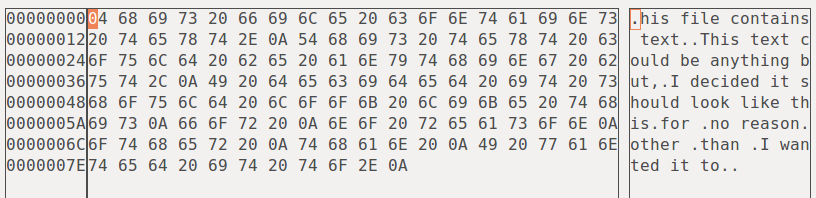 00000000 04 68 69 73 20 66 69 6C 65 20 63 6F 6E 74 61 69 6E 73 .his file contains
00000012 20 74 65 78 74 2E 0A 54 68 69 73 20 74 65 78 74 20 63  text..This text c
00000024 6F 75 6C 64 20 62 65 20 61 6E 79 74 68 69 6E 67 20 62 ould be anything b
00000036 75 74 2C 0A 49 20 64 65 63 69 64 65 64 20 69 74 20 73 ut,.I decided it s
00000048 68 6F 75 6C 64 20 6C 6F 6F 6B 20 6C 69 6B 65 20 74 68 hould look like th
0000005A 69 73 0A 66 6F 72 20 0A 6E 6F 20 72 65 61 73 6F 6E 0A is.for .no reason.
0000006C 6F 74 68 65 72 20 0A 74 68 61 6E 20 0A 49 20 77 61 6E other .than .I wan
0000007E 74 65 64 20 69 74 20 74 6F 2E 0A ted it to..